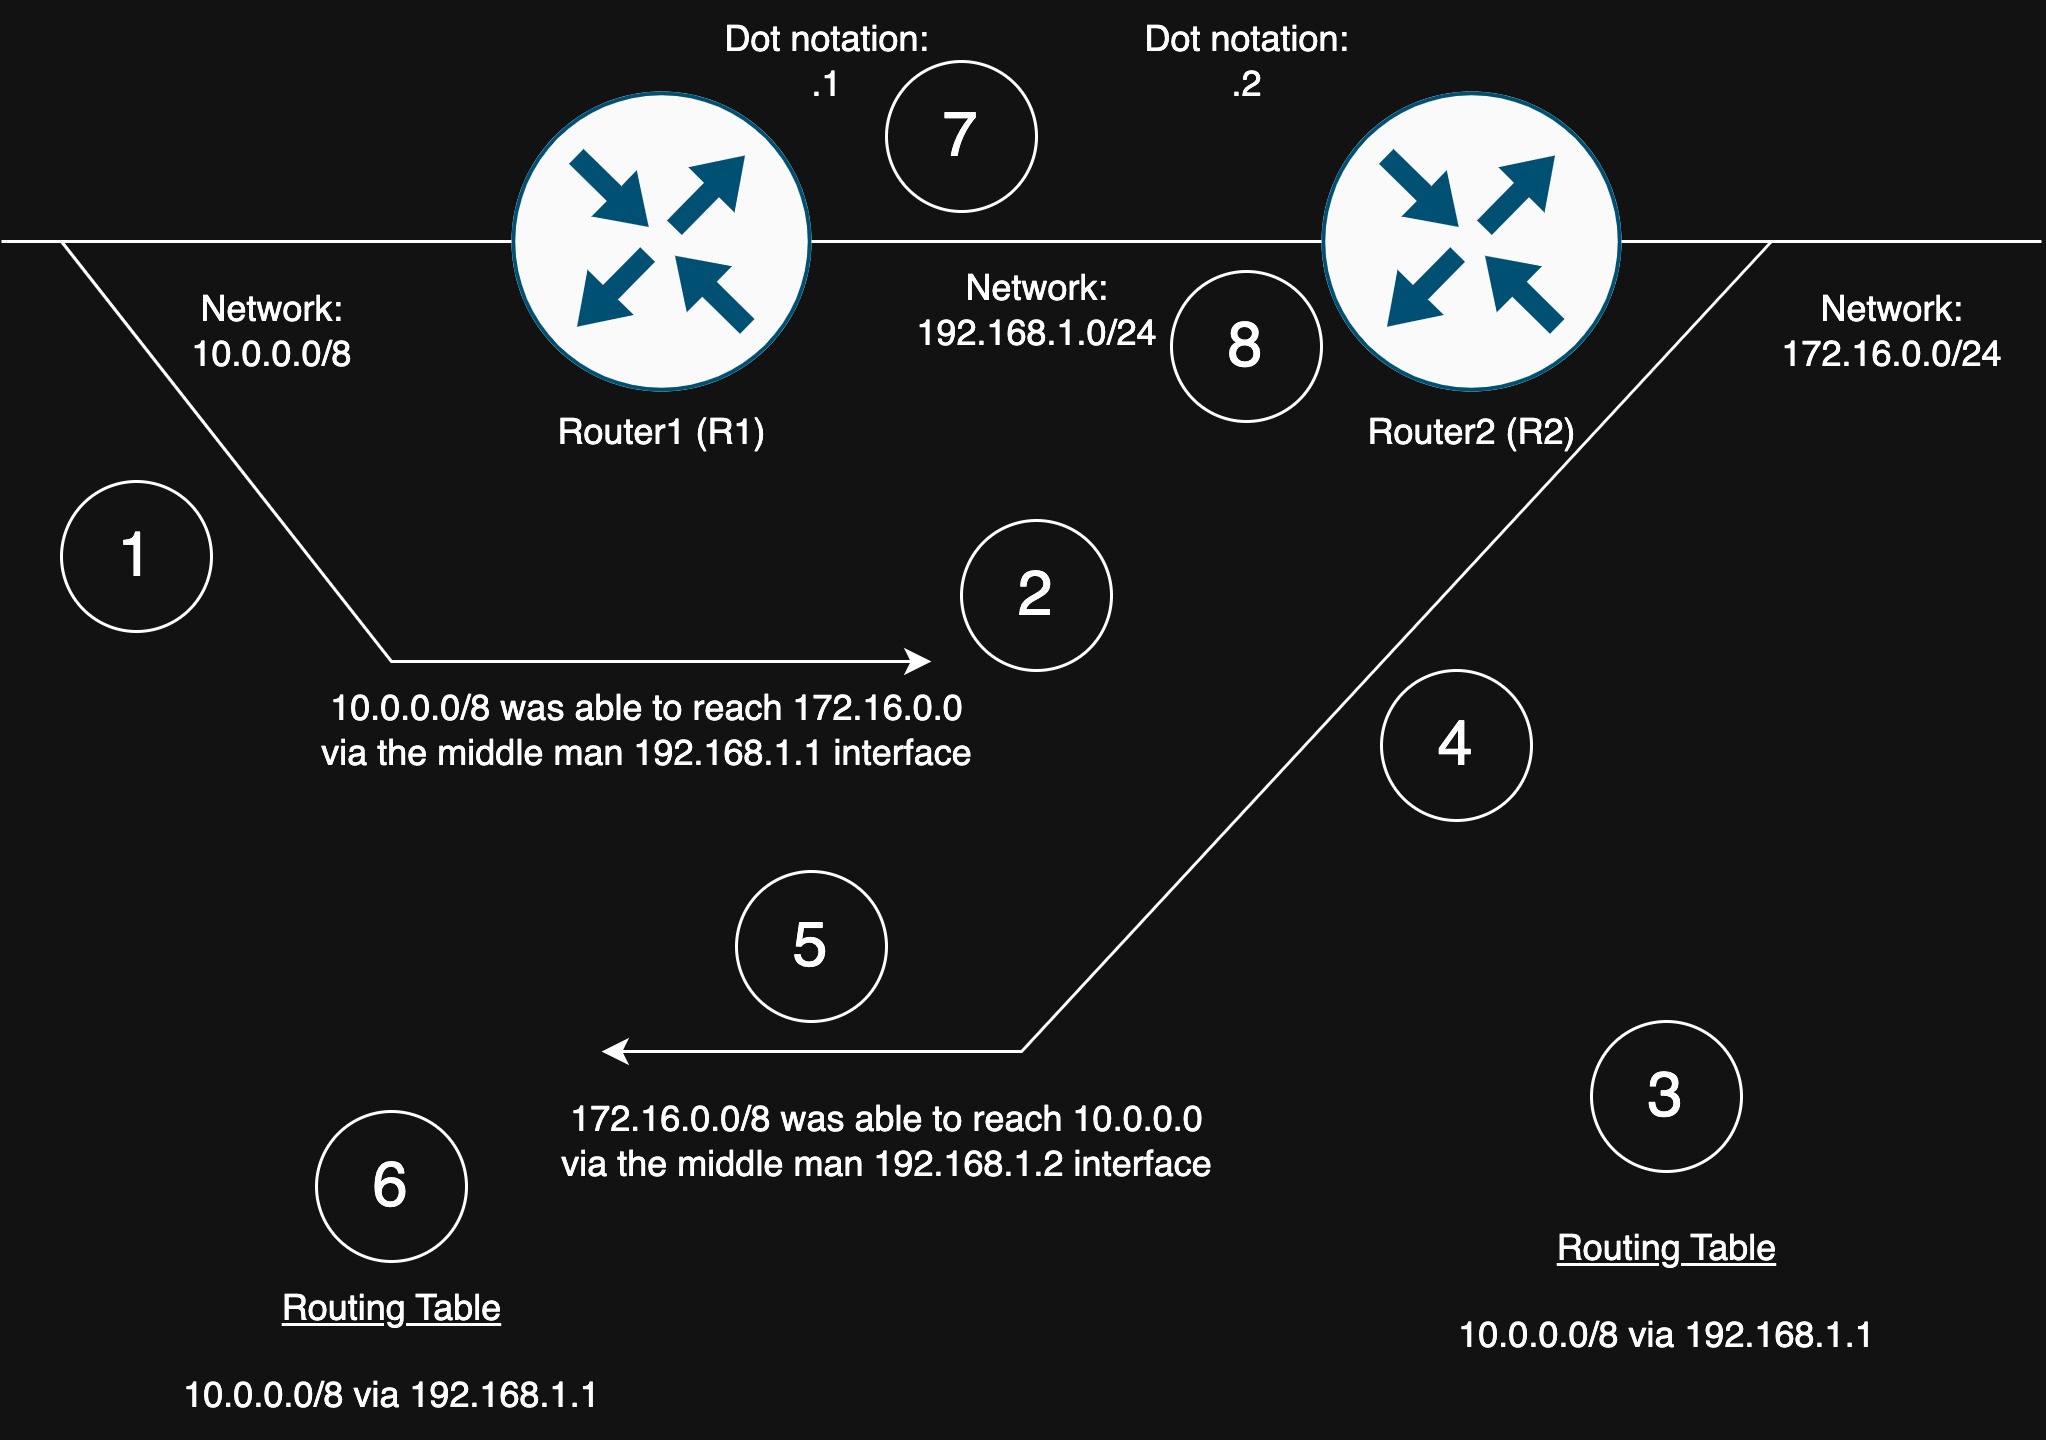 Dot notation:
.1
Dot notation:
.2
7
Network:
10.0.0.0/8
Network:
192.168.1.0/24
8
Network:
172.16.0.0/24
Router1 (R1)
Router2 (R2)
1
2
10.0.0.0/8 was able to reach 172.16.0.0
via the middle man 192.168.1.1 interface
4
5
172.16.0.0/8 was able to reach 10.0.0.0
via the middle man 192.168.1.2 interface
3
Routing Table
10.0.0.0/8 via 192.168.1.1
6
Routing Table
10.0.0.0/8 via 192.168.1.1